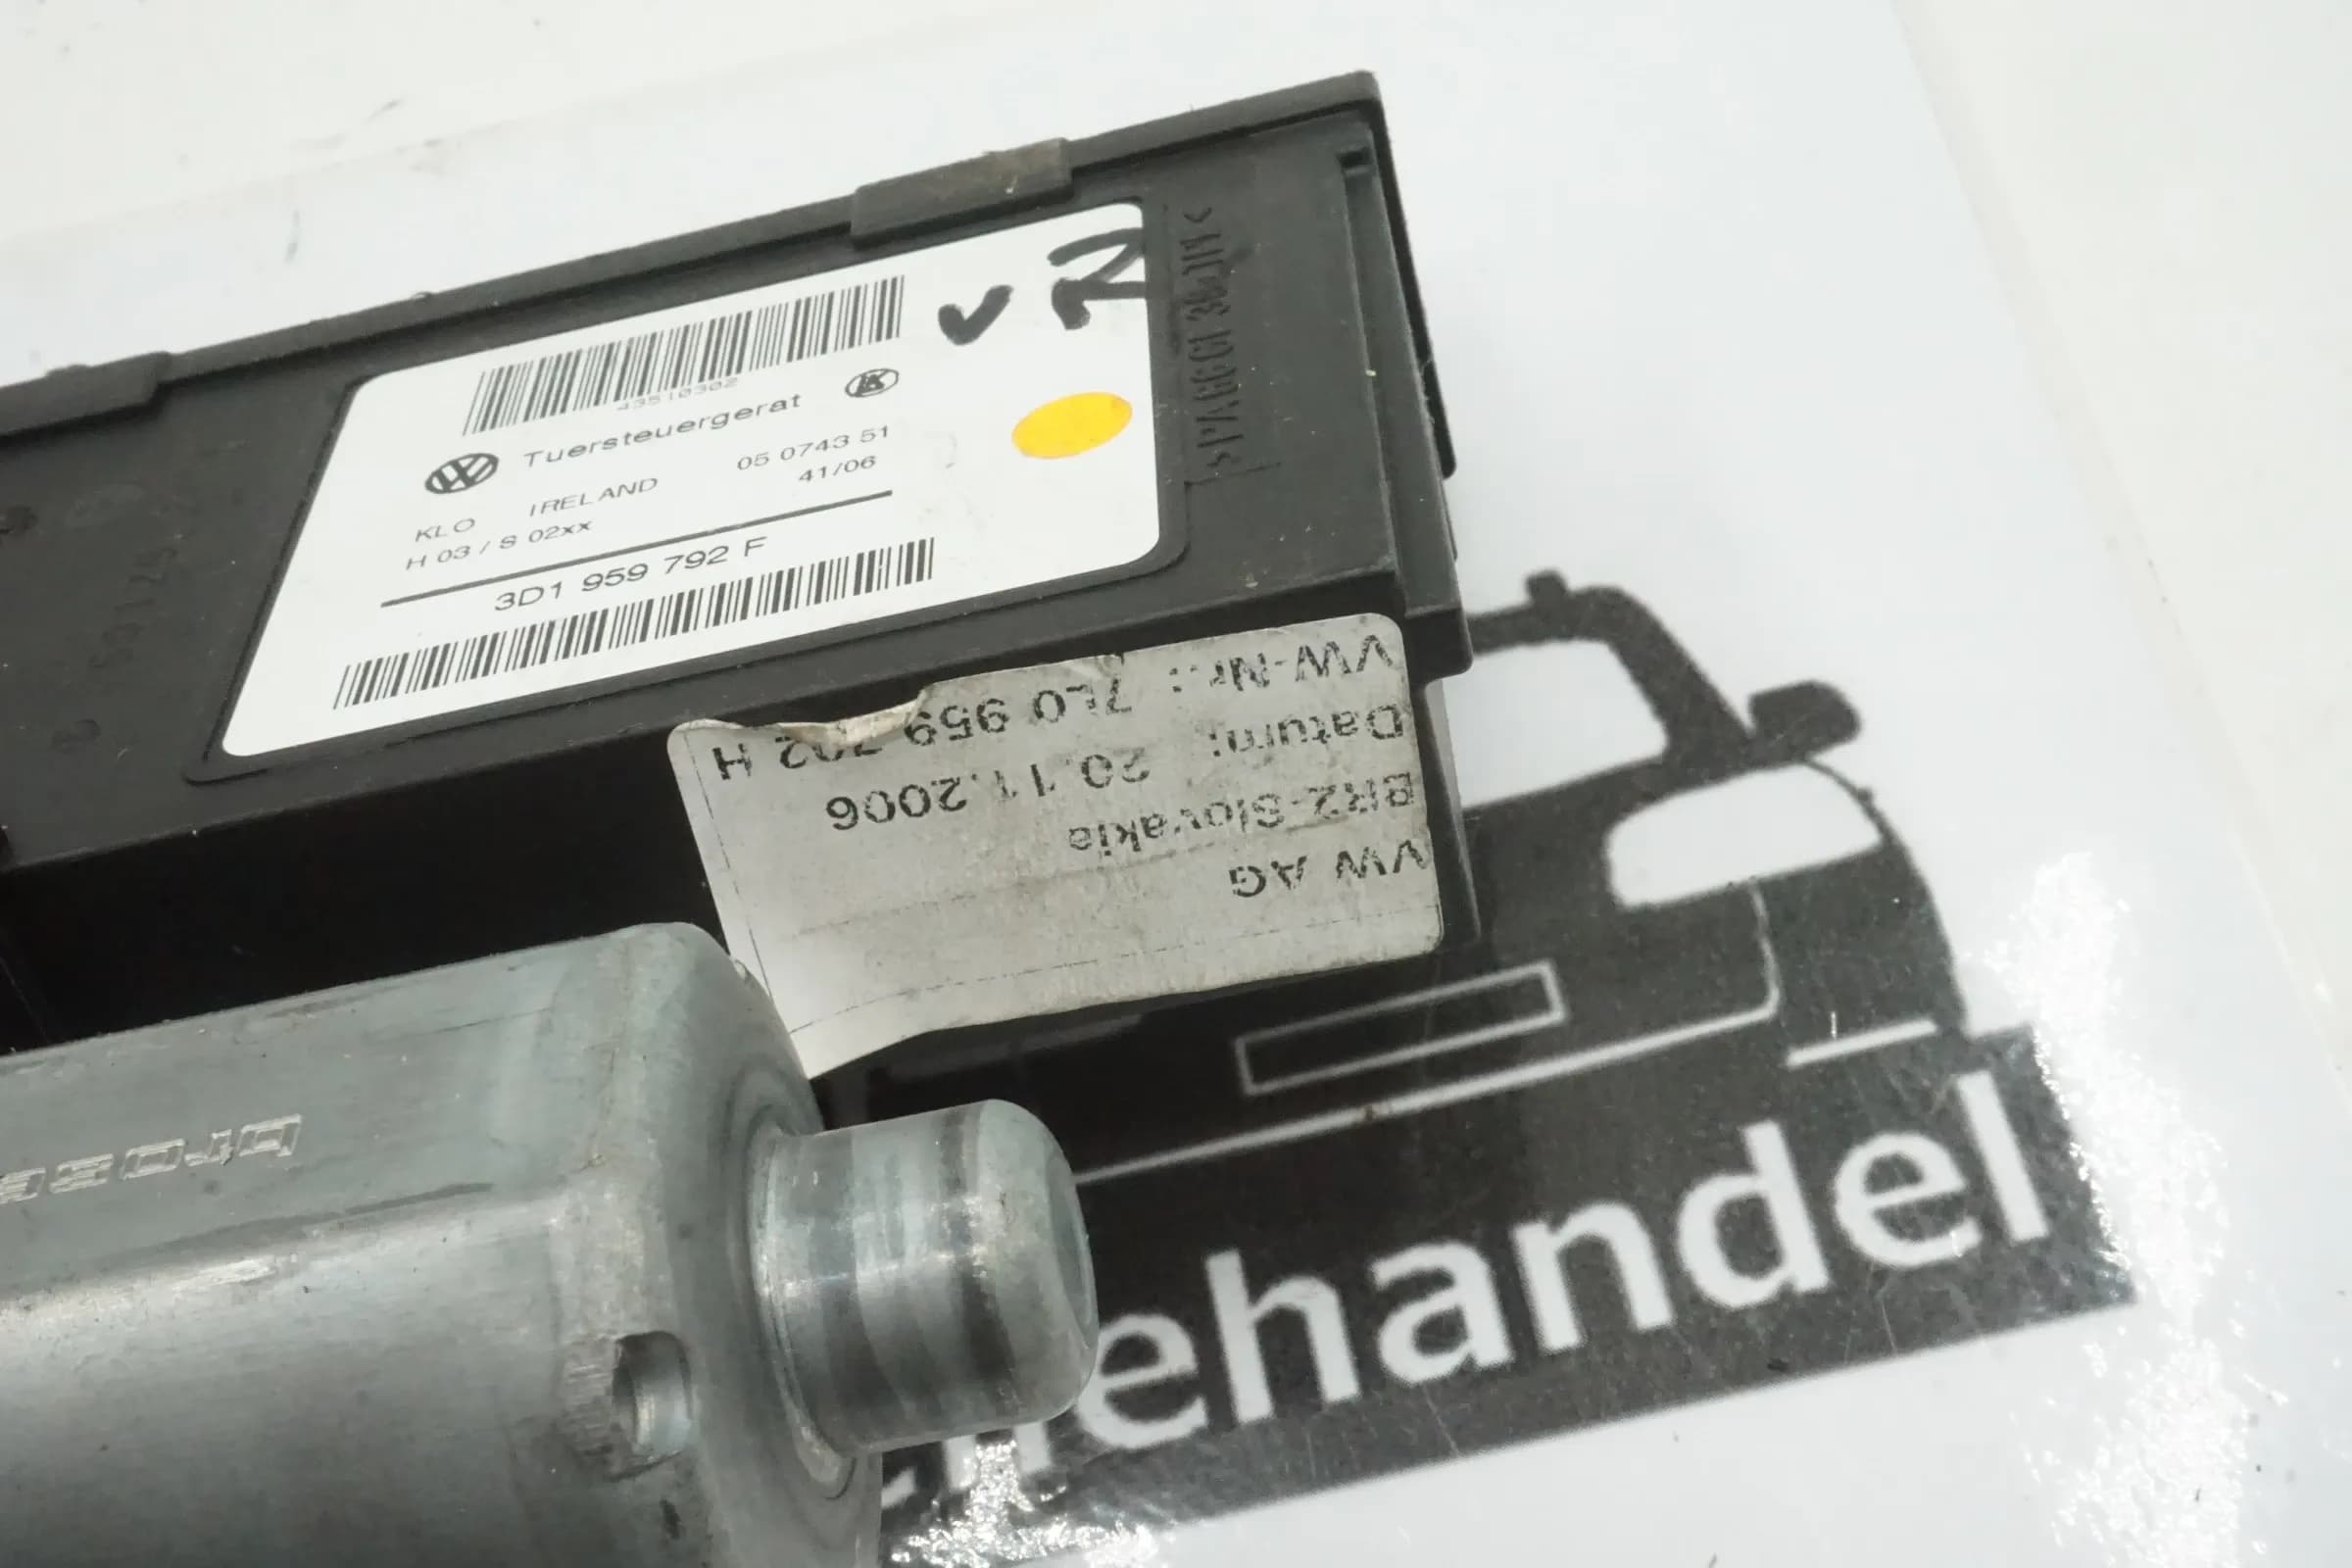 VR
43510302
Tuersteuergerat
KLO IRELAND 05 0743 51
H 03 / S 02xx 41/06
3D1 959 792 F
VW AG
BRZ-Slovakia
Datum: 20.11.2006
VW-Nr.: 7L0 959 702 H
ehandel